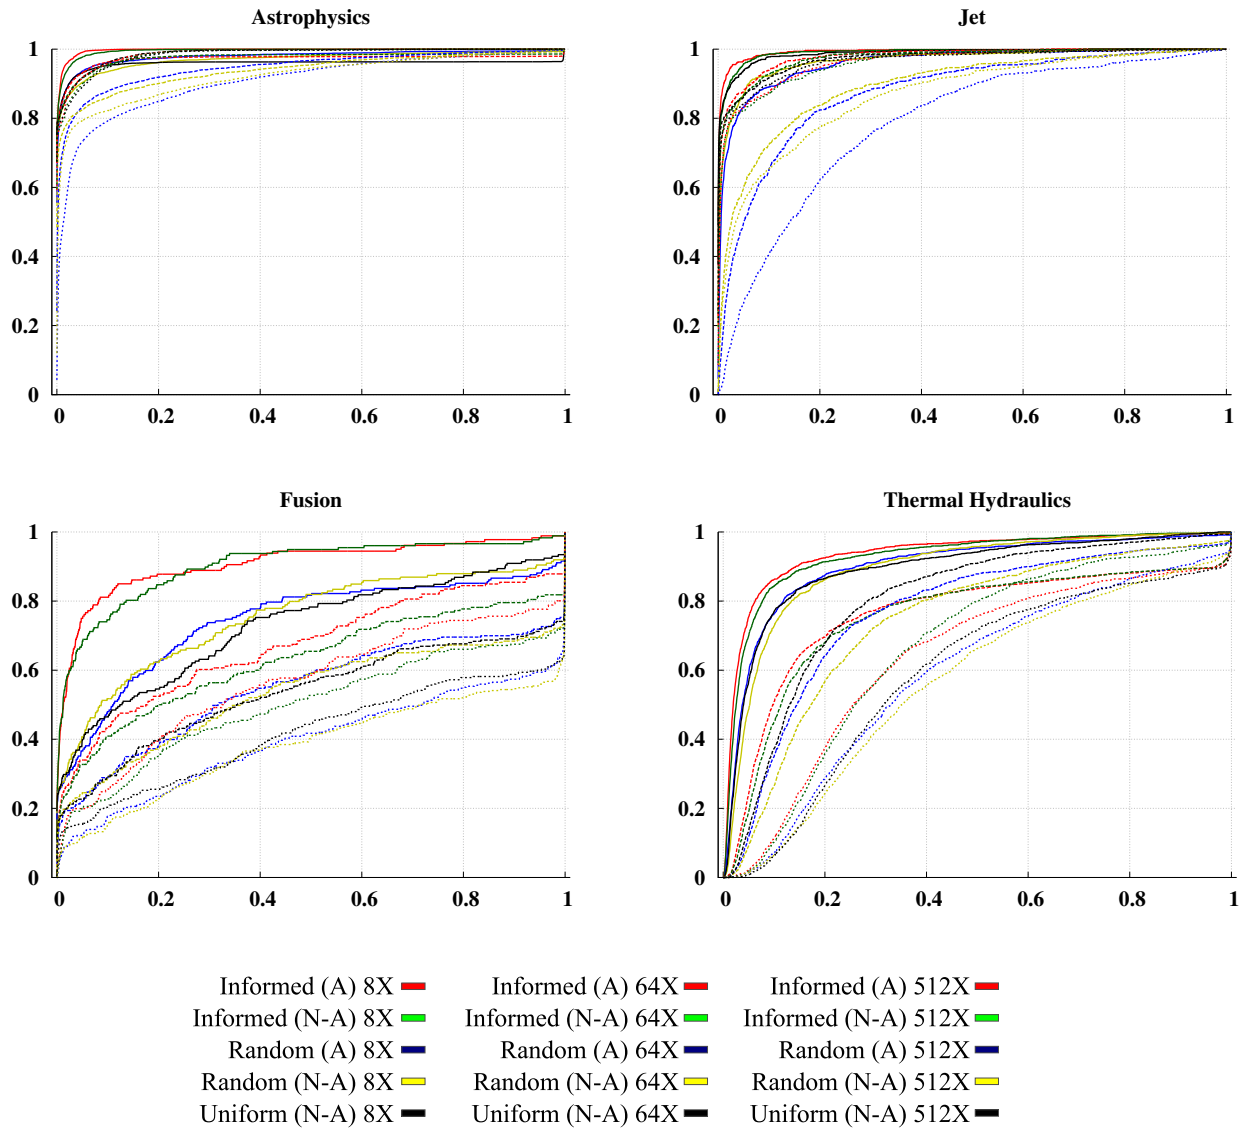 Astrophysics
1
0.8
0.6
0.4
0.2
0
0 0.2 0.4 0.6 0.8 1
Jet
1
0.8
0.6
0.4
0.2
0
0 0.2 0.4 0.6 0.8 1
Fusion
1
0.8
0.6
0.4
0.2
0
0 0.2 0.4 0.6 0.8 1
Thermal Hydraulics
1
0.8
0.6
0.4
0.2
0
0 0.2 0.4 0.6 0.8 1
Informed (A) 8X Informed (A) 64X Informed (A) 512X
Informed (N-A) 8X Informed (N-A) 64X Informed (N-A) 512X
Random (A) 8X Random (A) 64X Random (A) 512X
Random (N-A) 8X Random (N-A) 64X Random (N-A) 512X
Uniform (N-A) 8X Uniform (N-A) 64X Uniform (N-A) 512X